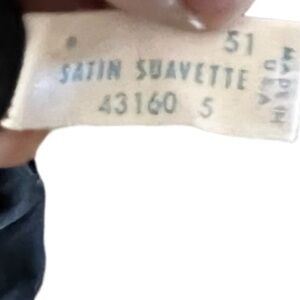 51
SATIN SUAVETTE
43160 5
MADE IN
U.S.A.